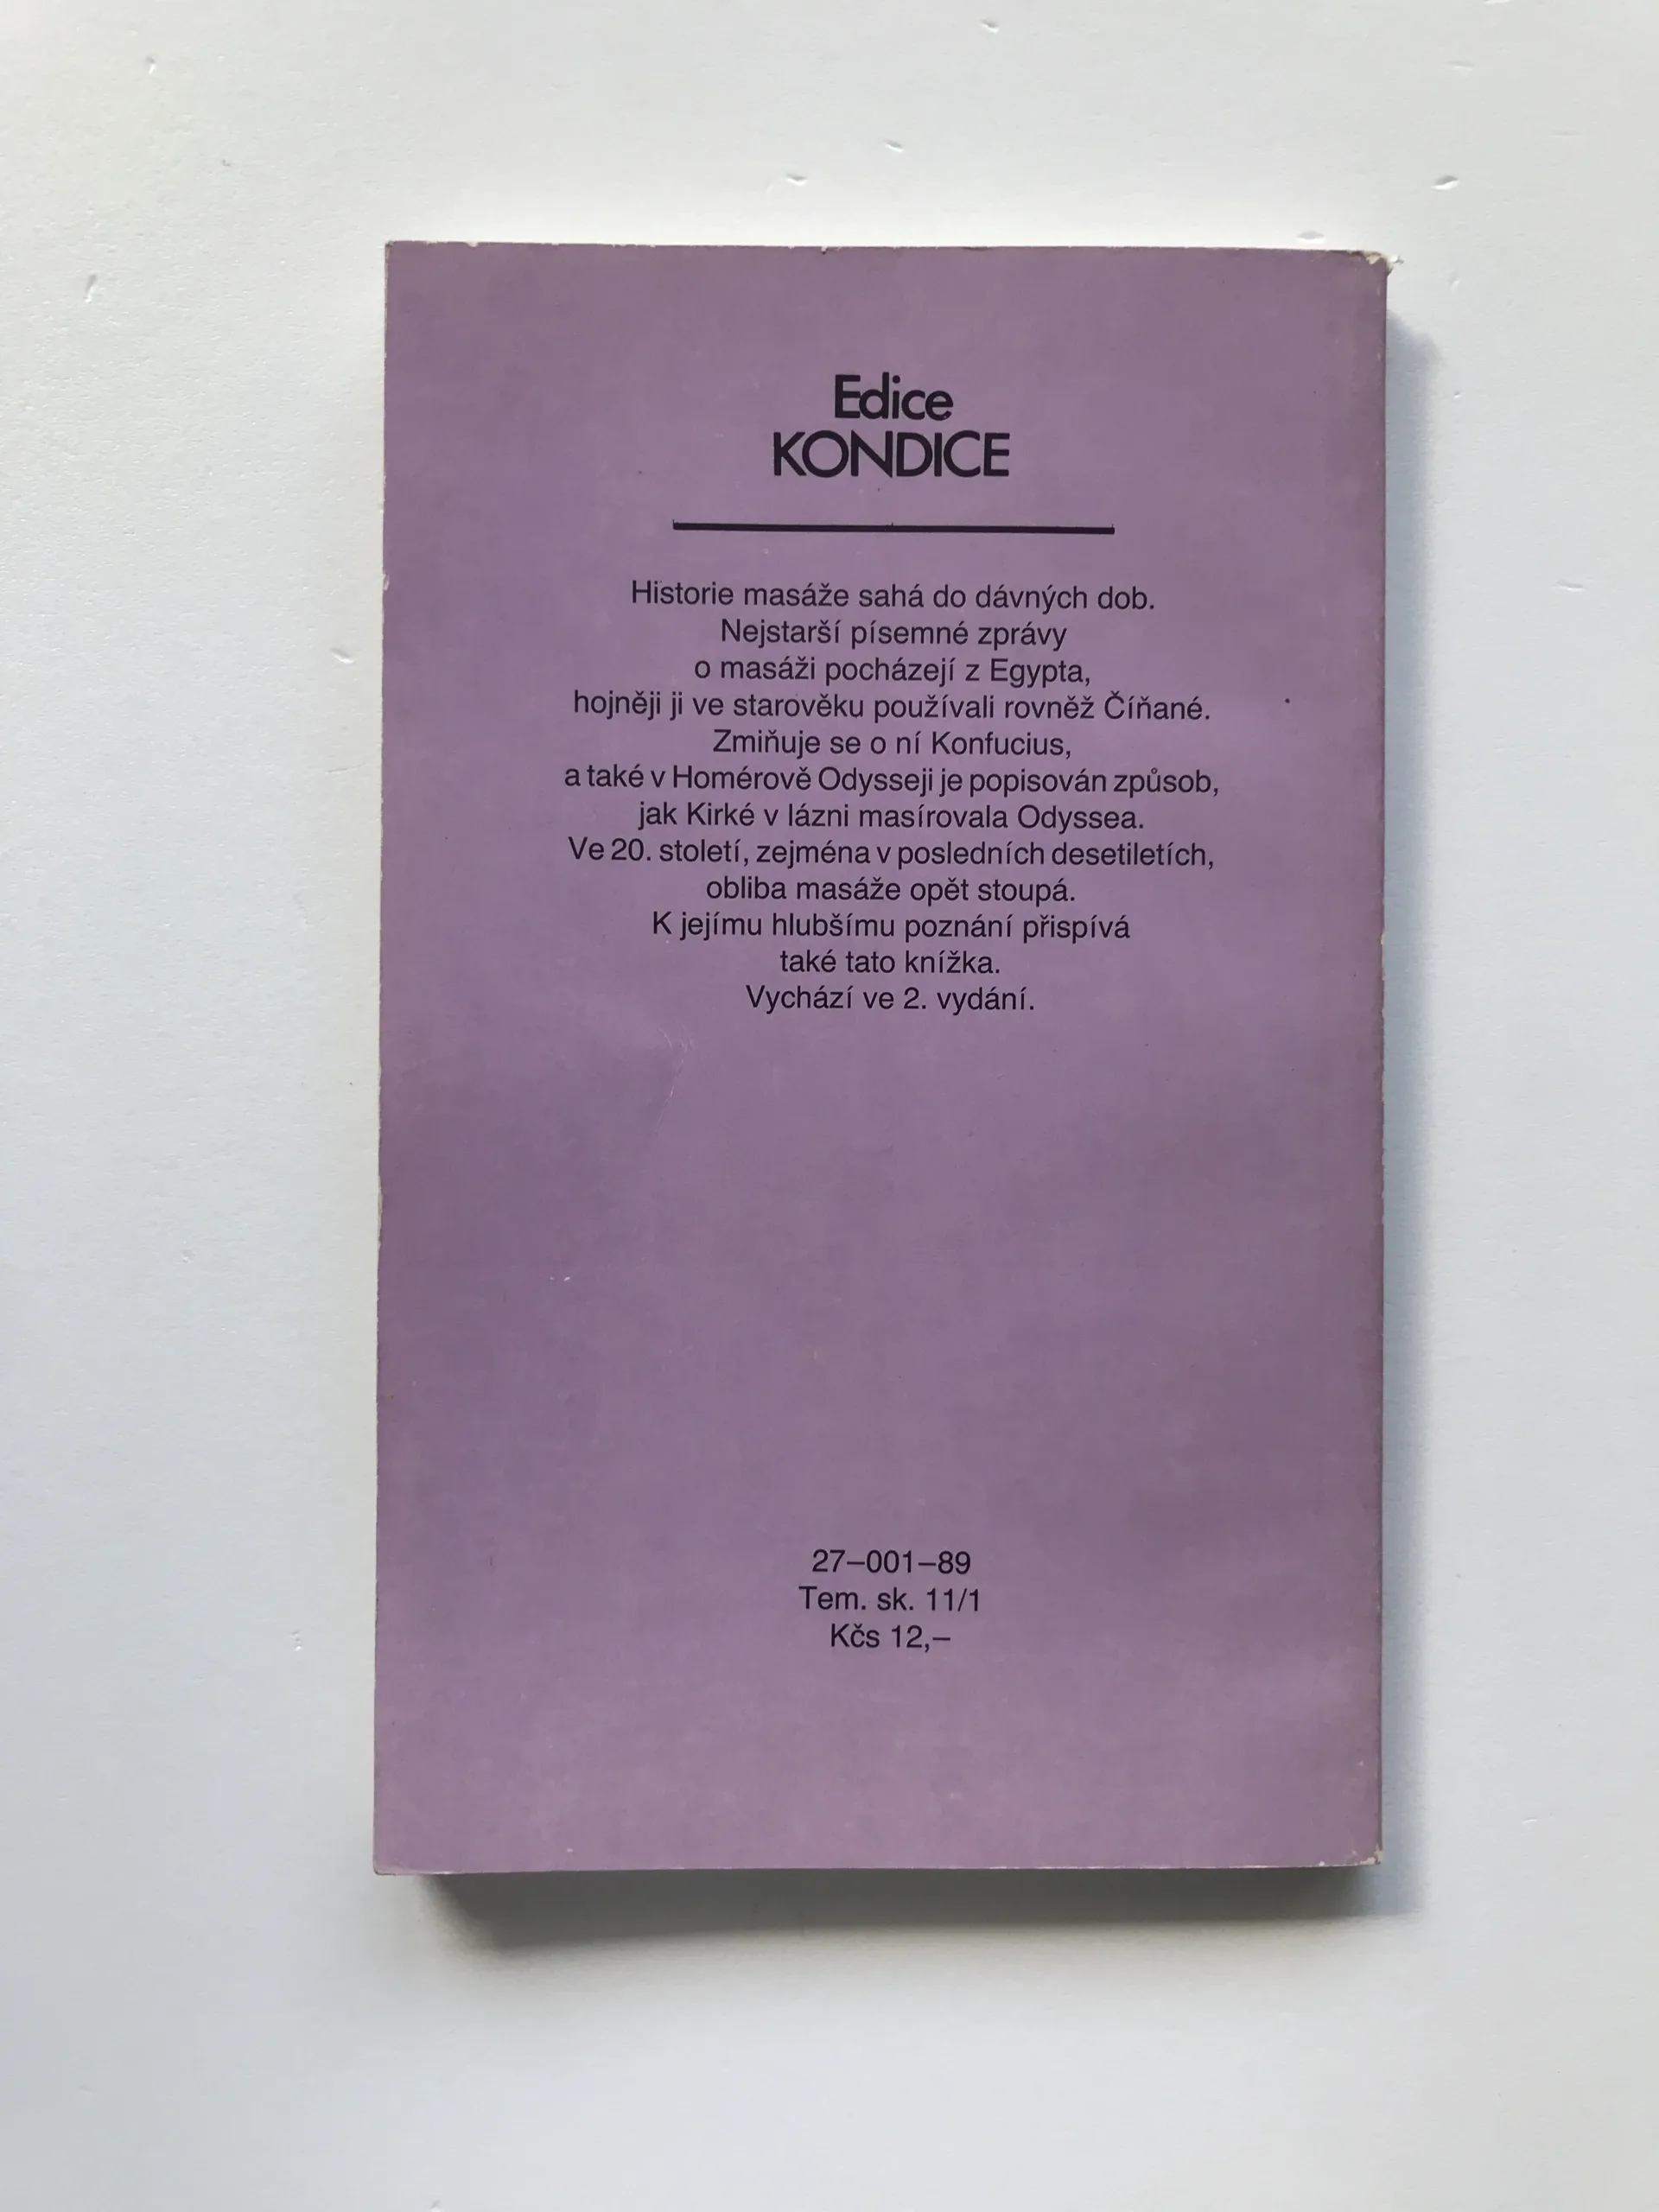 Edice
KONDICE
Historie masáže sahá do dávných dob.
Nejstarší písemné zprávy
o masáži pocházejí z Egypta,
hojněji ji ve starověku používali rovněž Číňané.
Zmiňuje se o ní Konfucius,
a také v Homérově Odysseji je popisován způsob,
jak Kirké v lázni masírovala Odyssea.
Ve 20. století, zejména v posledních desetiletích,
obliba masáže opět stoupá.
K jejímu hlubšímu poznání přispívá
také tato knížka.
Vychází ve 2. vydání.
27–001–89
Tem. sk. 11/1
Kčs 12,–